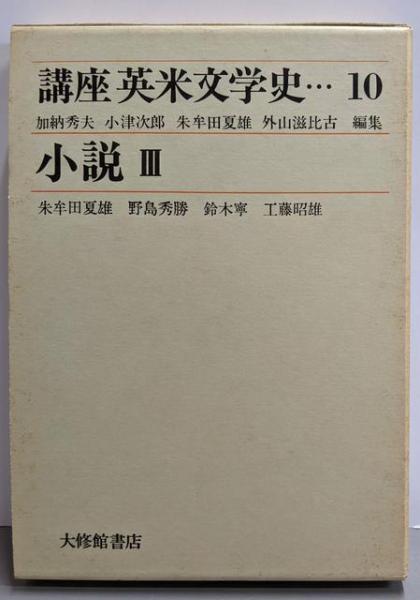 講座 英米文学史… 10
加納秀夫 小津次郎 朱牟田夏雄 外山滋比古 編集
小説 III
朱牟田夏雄 野島秀勝 鈴木寧 工藤昭雄
大修館書店